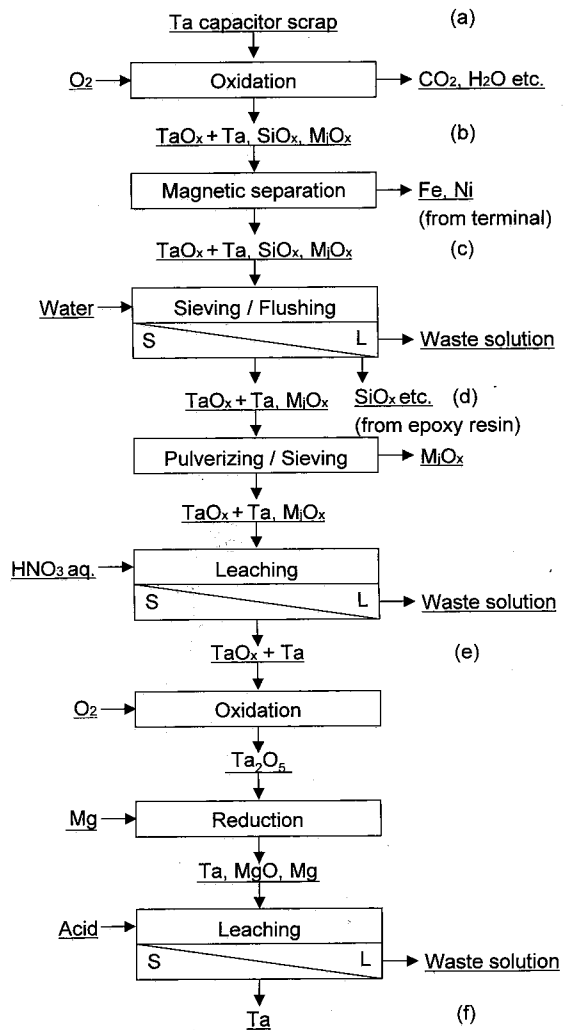 Ta capacitor scrap (a)
O₂ Oxidation CO₂, H₂O etc.
TaOₓ + Ta, SiOₓ, MⱼOₓ (b)
Magnetic separation Fe, Ni
(from terminal)
TaOₓ + Ta, SiOₓ, MⱼOₓ (c)
Water Sieving / Flushing
S L Waste solution
TaOₓ + Ta, MⱼOₓ SiOₓ etc. (d)
(from epoxy resin)
Pulverizing / Sieving MⱼOₓ
TaOₓ + Ta, MⱼOₓ
HNO₃ aq. Leaching
S L Waste solution
TaOₓ + Ta (e)
O₂ Oxidation
Ta₂O₅
Mg Reduction
Ta, MgO, Mg
Acid Leaching
S L Waste solution
Ta (f)